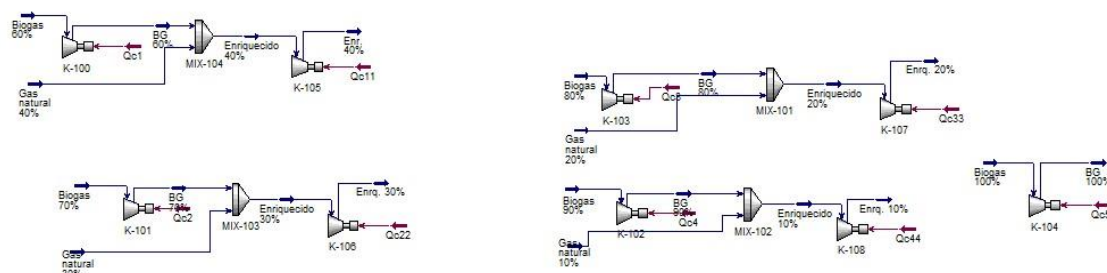 Biogas
60%
K-100
Qc1
BG
60%
MIX-104
Enriquecido
40%
Enr.
40%
K-105
Qc11
Gas
natural
40%
Biogas
80%
K-103
BG
80%
MIX-101
Enriquecido
20%
Enrq. 20%
K-107
Qc33
Gas
natural
20%
Biogas
70%
K-101
BG
70%
Qc2
MIX-103
Enriquecido
30%
Enrq. 30%
K-106
Qc22
Gas
natural
Biogas
90%
K-102
BG
90%
Qc4
MIX-102
Enriquecido
10%
Enrq. 10%
K-108
Qc44
Gas
natural
10%
Biogas
100%
K-104
BG
100%